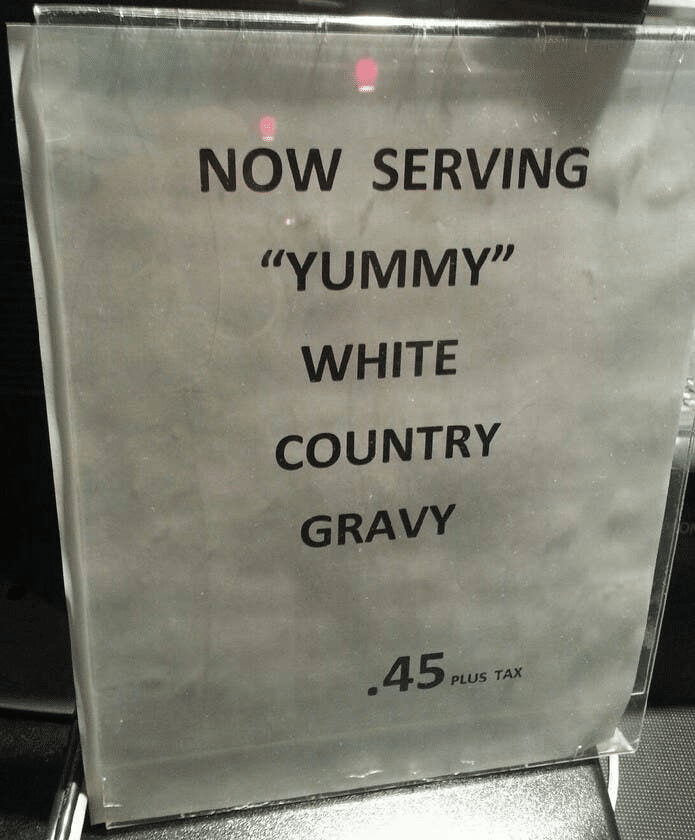 NOW SERVING
“YUMMY”
WHITE
COUNTRY
GRAVY
.45 PLUS TAX